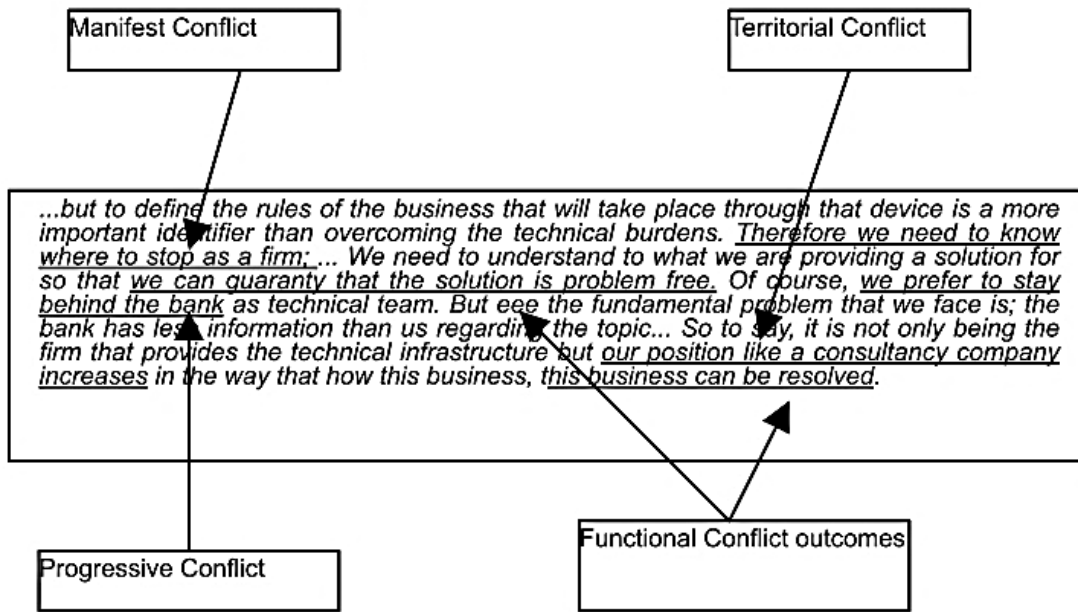 Manifest Conflict
Territorial Conflict
...but to define the rules of the business that will take place through that device is a more
important identifier than overcoming the technical burdens. Therefore we need to know
where to stop as a firm; ... We need to understand to what we are providing a solution for
so that we can guaranty that the solution is problem free. Of course, we prefer to stay
behind the bank as technical team. But eee the fundamental problem that we face is; the
bank has less information than us regarding the topic... So to say, it is not only being the
firm that provides the technical infrastructure but our position like a consultancy company
increases in the way that how this business, this business can be resolved.
Progressive Conflict
Functional Conflict outcomes